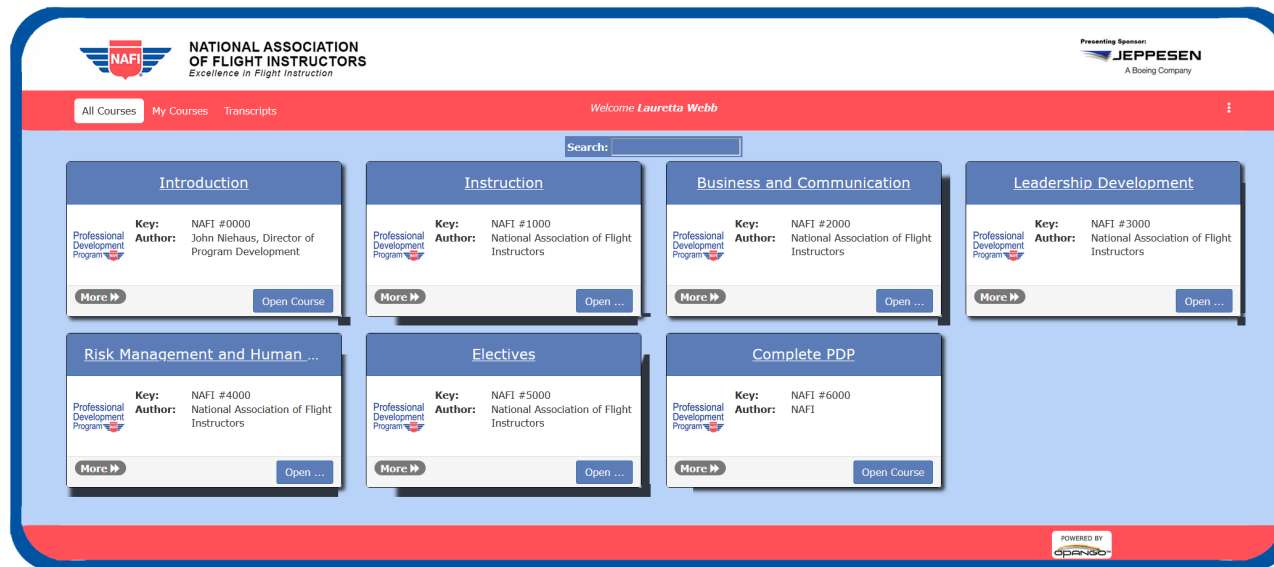 NAFI
NATIONAL ASSOCIATION
OF FLIGHT INSTRUCTORS
Excellence in Flight Instruction
Presenting Sponsor:
JEPPESEN
A Boeing Company
All Courses My Courses Transcripts
Welcome Lauretta Webb
Search:
Introduction
Professional
Development
Program
Key: NAFI #0000
Author: John Niehaus, Director of
Program Development
More
Open Course
Instruction
Professional
Development
Program
Key: NAFI #1000
Author: National Association of Flight
Instructors
More
Open ...
Business and Communication
Professional
Development
Program
Key: NAFI #2000
Author: National Association of Flight
Instructors
More
Open ...
Leadership Development
Professional
Development
Program
Key: NAFI #3000
Author: National Association of Flight
Instructors
More
Open ...
Risk Management and Human ...
Professional
Development
Program
Key: NAFI #4000
Author: National Association of Flight
Instructors
More
Open ...
Electives
Professional
Development
Program
Key: NAFI #5000
Author: National Association of Flight
Instructors
More
Open ...
Complete PDP
Professional
Development
Program
Key: NAFI #6000
Author: NAFI
More
Open Course
POWERED BY
OPANGO